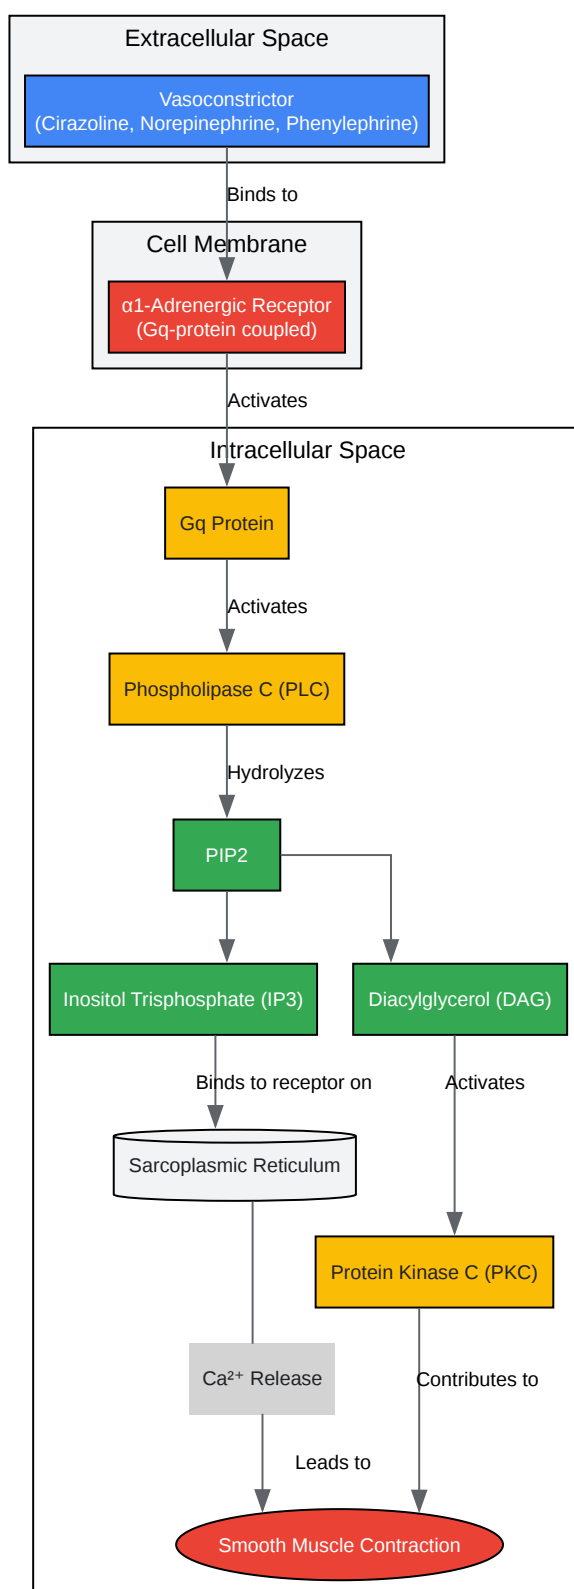 Extracellular Space
Vasoconstrictor
(Cirazoline, Norepinephrine, Phenylephrine)
Binds to
Cell Membrane
α1-Adrenergic Receptor
(Gq-protein coupled)
Activates
Intracellular Space
Gq Protein
Activates
Phospholipase C (PLC)
Hydrolyzes
PIP2
Inositol Trisphosphate (IP3)
Diacylglycerol (DAG)
Binds to receptor on
Activates
Sarcoplasmic Reticulum
Protein Kinase C (PKC)
Ca²⁺ Release
Contributes to
Leads to
Smooth Muscle Contraction